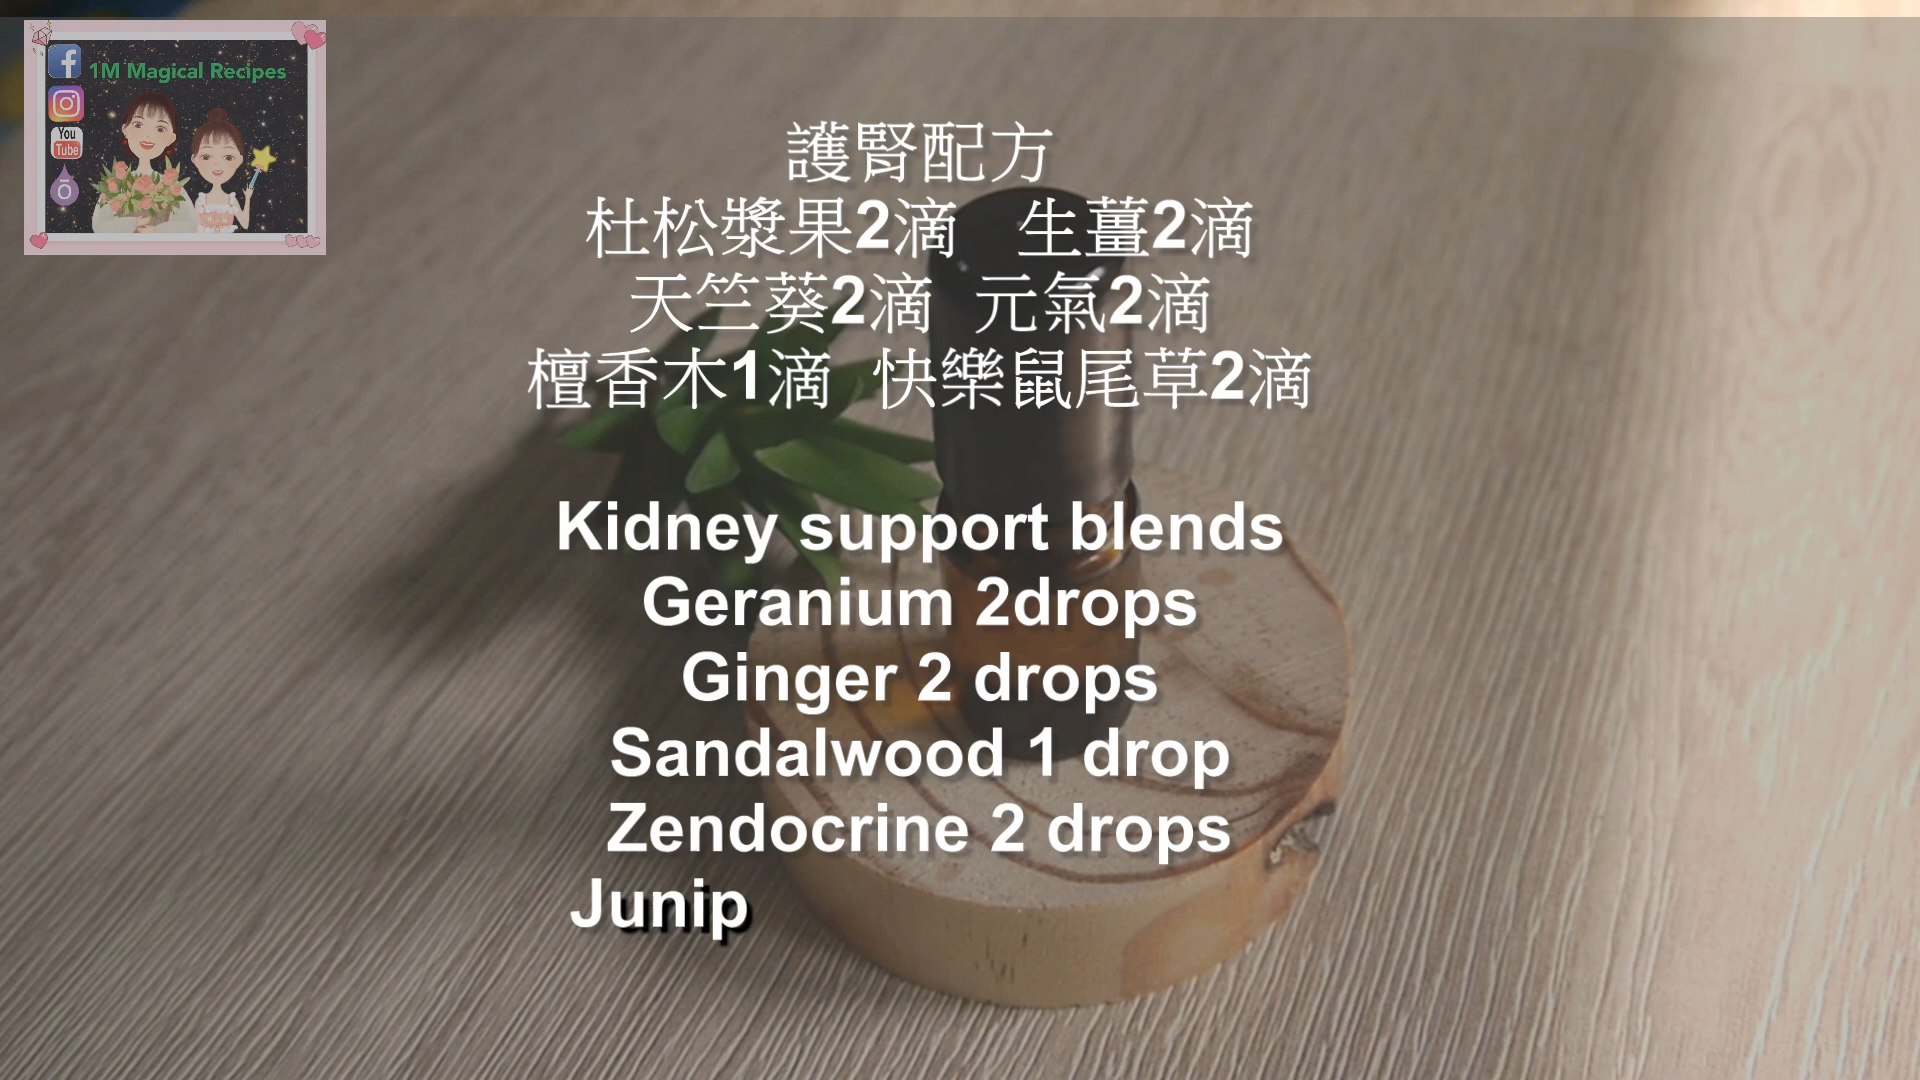 1M Magical Recipes
You
Tube
護腎配方
杜松漿果2滴 生薑2滴
天竺葵2滴 元氣2滴
檀香木1滴 快樂鼠尾草2滴
Kidney support blends
Geranium 2drops
Ginger 2 drops
Sandalwood 1 drop
Zendocrine 2 drops
Junip